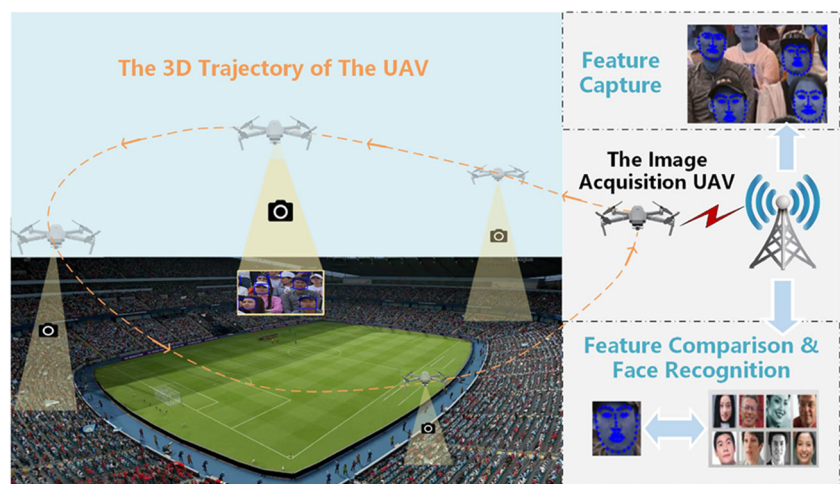 The 3D Trajectory of The UAV
Feature
Capture
The Image
Acquisition UAV
Feature Comparison &
Face Recognition